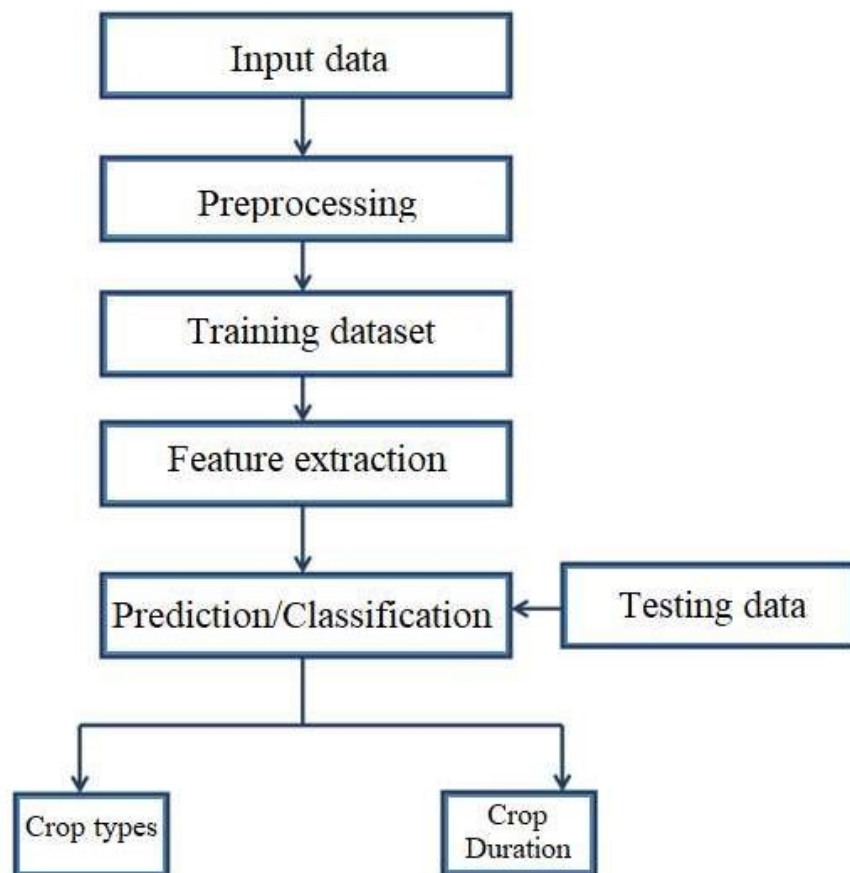 Input data
Preprocessing
Training dataset
Feature extraction
Prediction/Classification
Testing data
Crop types
Crop
Duration